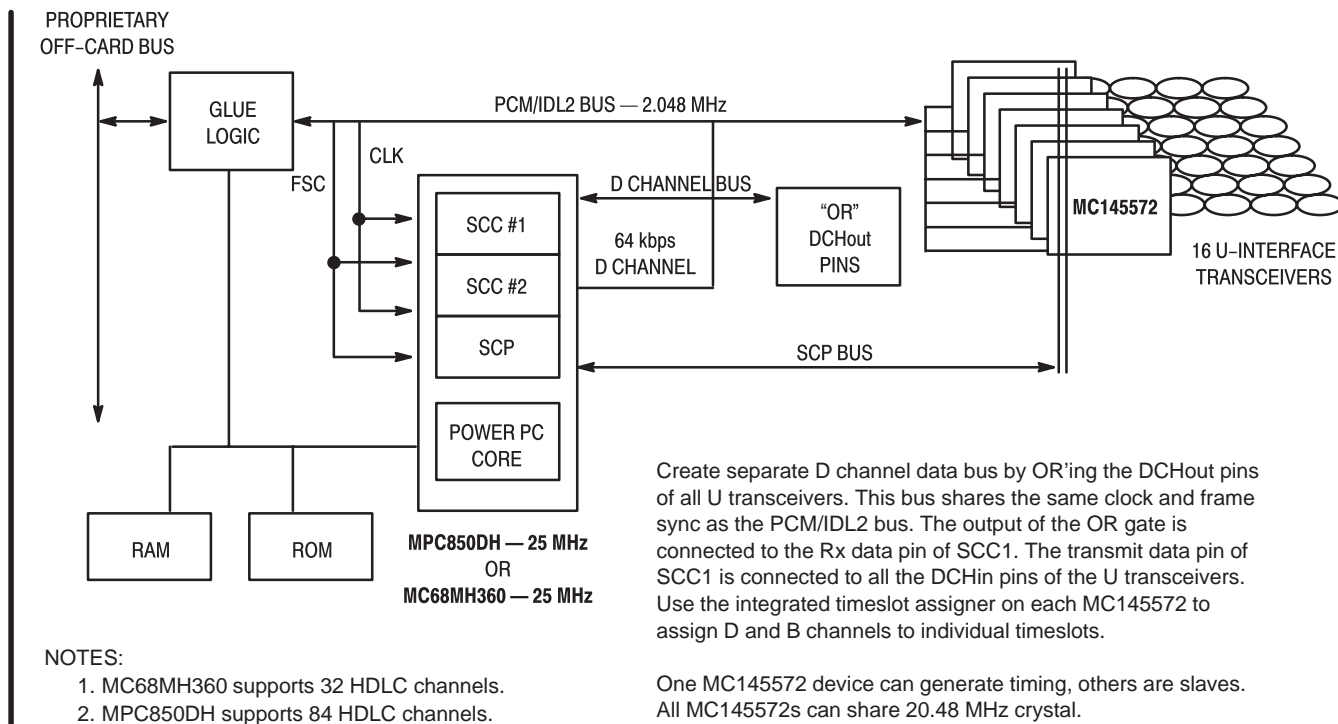 PROPRIETARY
OFF–CARD BUS
GLUE
LOGIC
PCM/IDL2 BUS — 2.048 MHz
CLK
FSC
SCC #1
SCC #2
SCP
POWER PC
CORE
D CHANNEL BUS
64 kbps
D CHANNEL
"OR"
DCHout
PINS
MC145572
16 U–INTERFACE
TRANSCEIVERS
SCP BUS
RAM
ROM
MPC850DH — 25 MHz
OR
MC68MH360 — 25 MHz
Create separate D channel data bus by OR'ing the DCHout pins
of all U transceivers. This bus shares the same clock and frame
sync as the PCM/IDL2 bus. The output of the OR gate is
connected to the Rx data pin of SCC1. The transmit data pin of
SCC1 is connected to all the DCHin pins of the U transceivers.
Use the integrated timeslot assigner on each MC145572 to
assign D and B channels to individual timeslots.
One MC145572 device can generate timing, others are slaves.
All MC145572s can share 20.48 MHz crystal.
NOTES:
1. MC68MH360 supports 32 HDLC channels.
2. MPC850DH supports 84 HDLC channels.